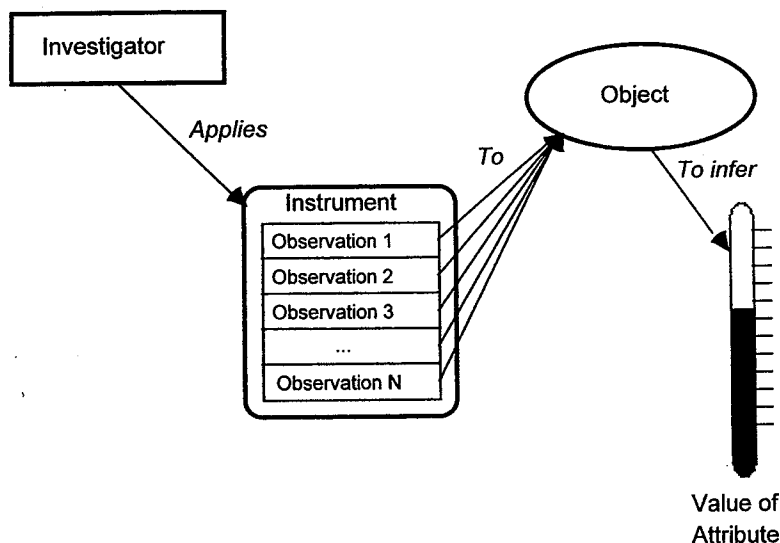 Investigator
Applies
Instrument
Observation 1
Observation 2
Observation 3
...
Observation N
To
Object
To infer
Value of
Attribute